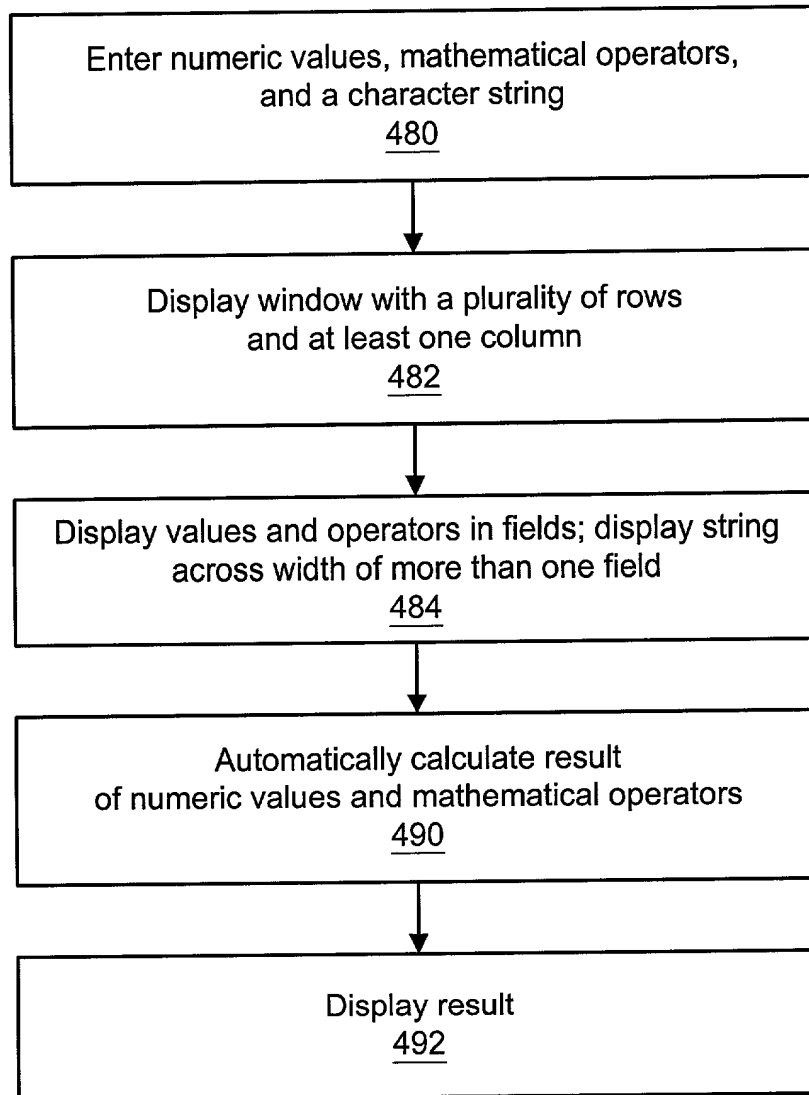 Enter numeric values, mathematical operators,
and a character string
480
Display window with a plurality of rows
and at least one column
482
Display values and operators in fields; display string
across width of more than one field
484
Automatically calculate result
of numeric values and mathematical operators
490
Display result
492